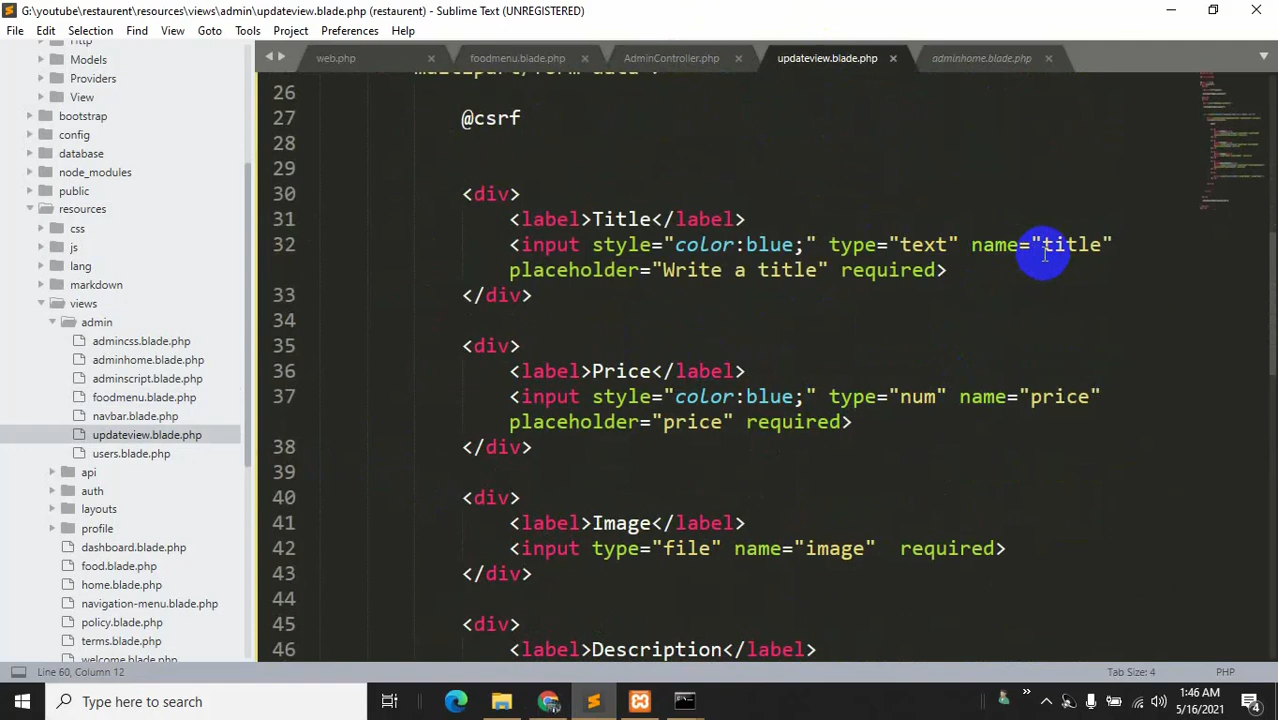 G:\youtube\restaurent\resources\views\admin\updateview.blade.php (restaurent) - Sublime Text (UNREGISTERED)
File Edit Selection Find View Goto Tools Project Preferences Help
web.php foodmenu.blade.php AdminController.php updateview.blade.php adminhome.blade.php
Http
Models
Providers
View
bootstrap
config
database
node_modules
public
resources
css
js
lang
markdown
views
admin
admincss.blade.php
adminhome.blade.php
adminscript.blade.php
foodmenu.blade.php
navbar.blade.php
updateview.blade.php
users.blade.php
api
auth
layouts
profile
dashboard.blade.php
food.blade.php
home.blade.php
navigation-menu.blade.php
policy.blade.php
terms.blade.php
welcome.blade.php
multipart/form-data">
26
27 @csrf
28
29
30 <div>
31 <label>Title</label>
32 <input style="color:blue;" type="text" name="title"
placeholder="Write a title" required>
33 </div>
34
35 <div>
36 <label>Price</label>
37 <input style="color:blue;" type="num" name="price"
placeholder="price" required>
38 </div>
39
40 <div>
41 <label>Image</label>
42 <input type="file" name="image"  required>
43 </div>
44
45 <div>
46 <label>Description</label>
Line 60, Column 12 Tab Size: 4 PHP
Type here to search
1:46 AM
5/16/2021
4